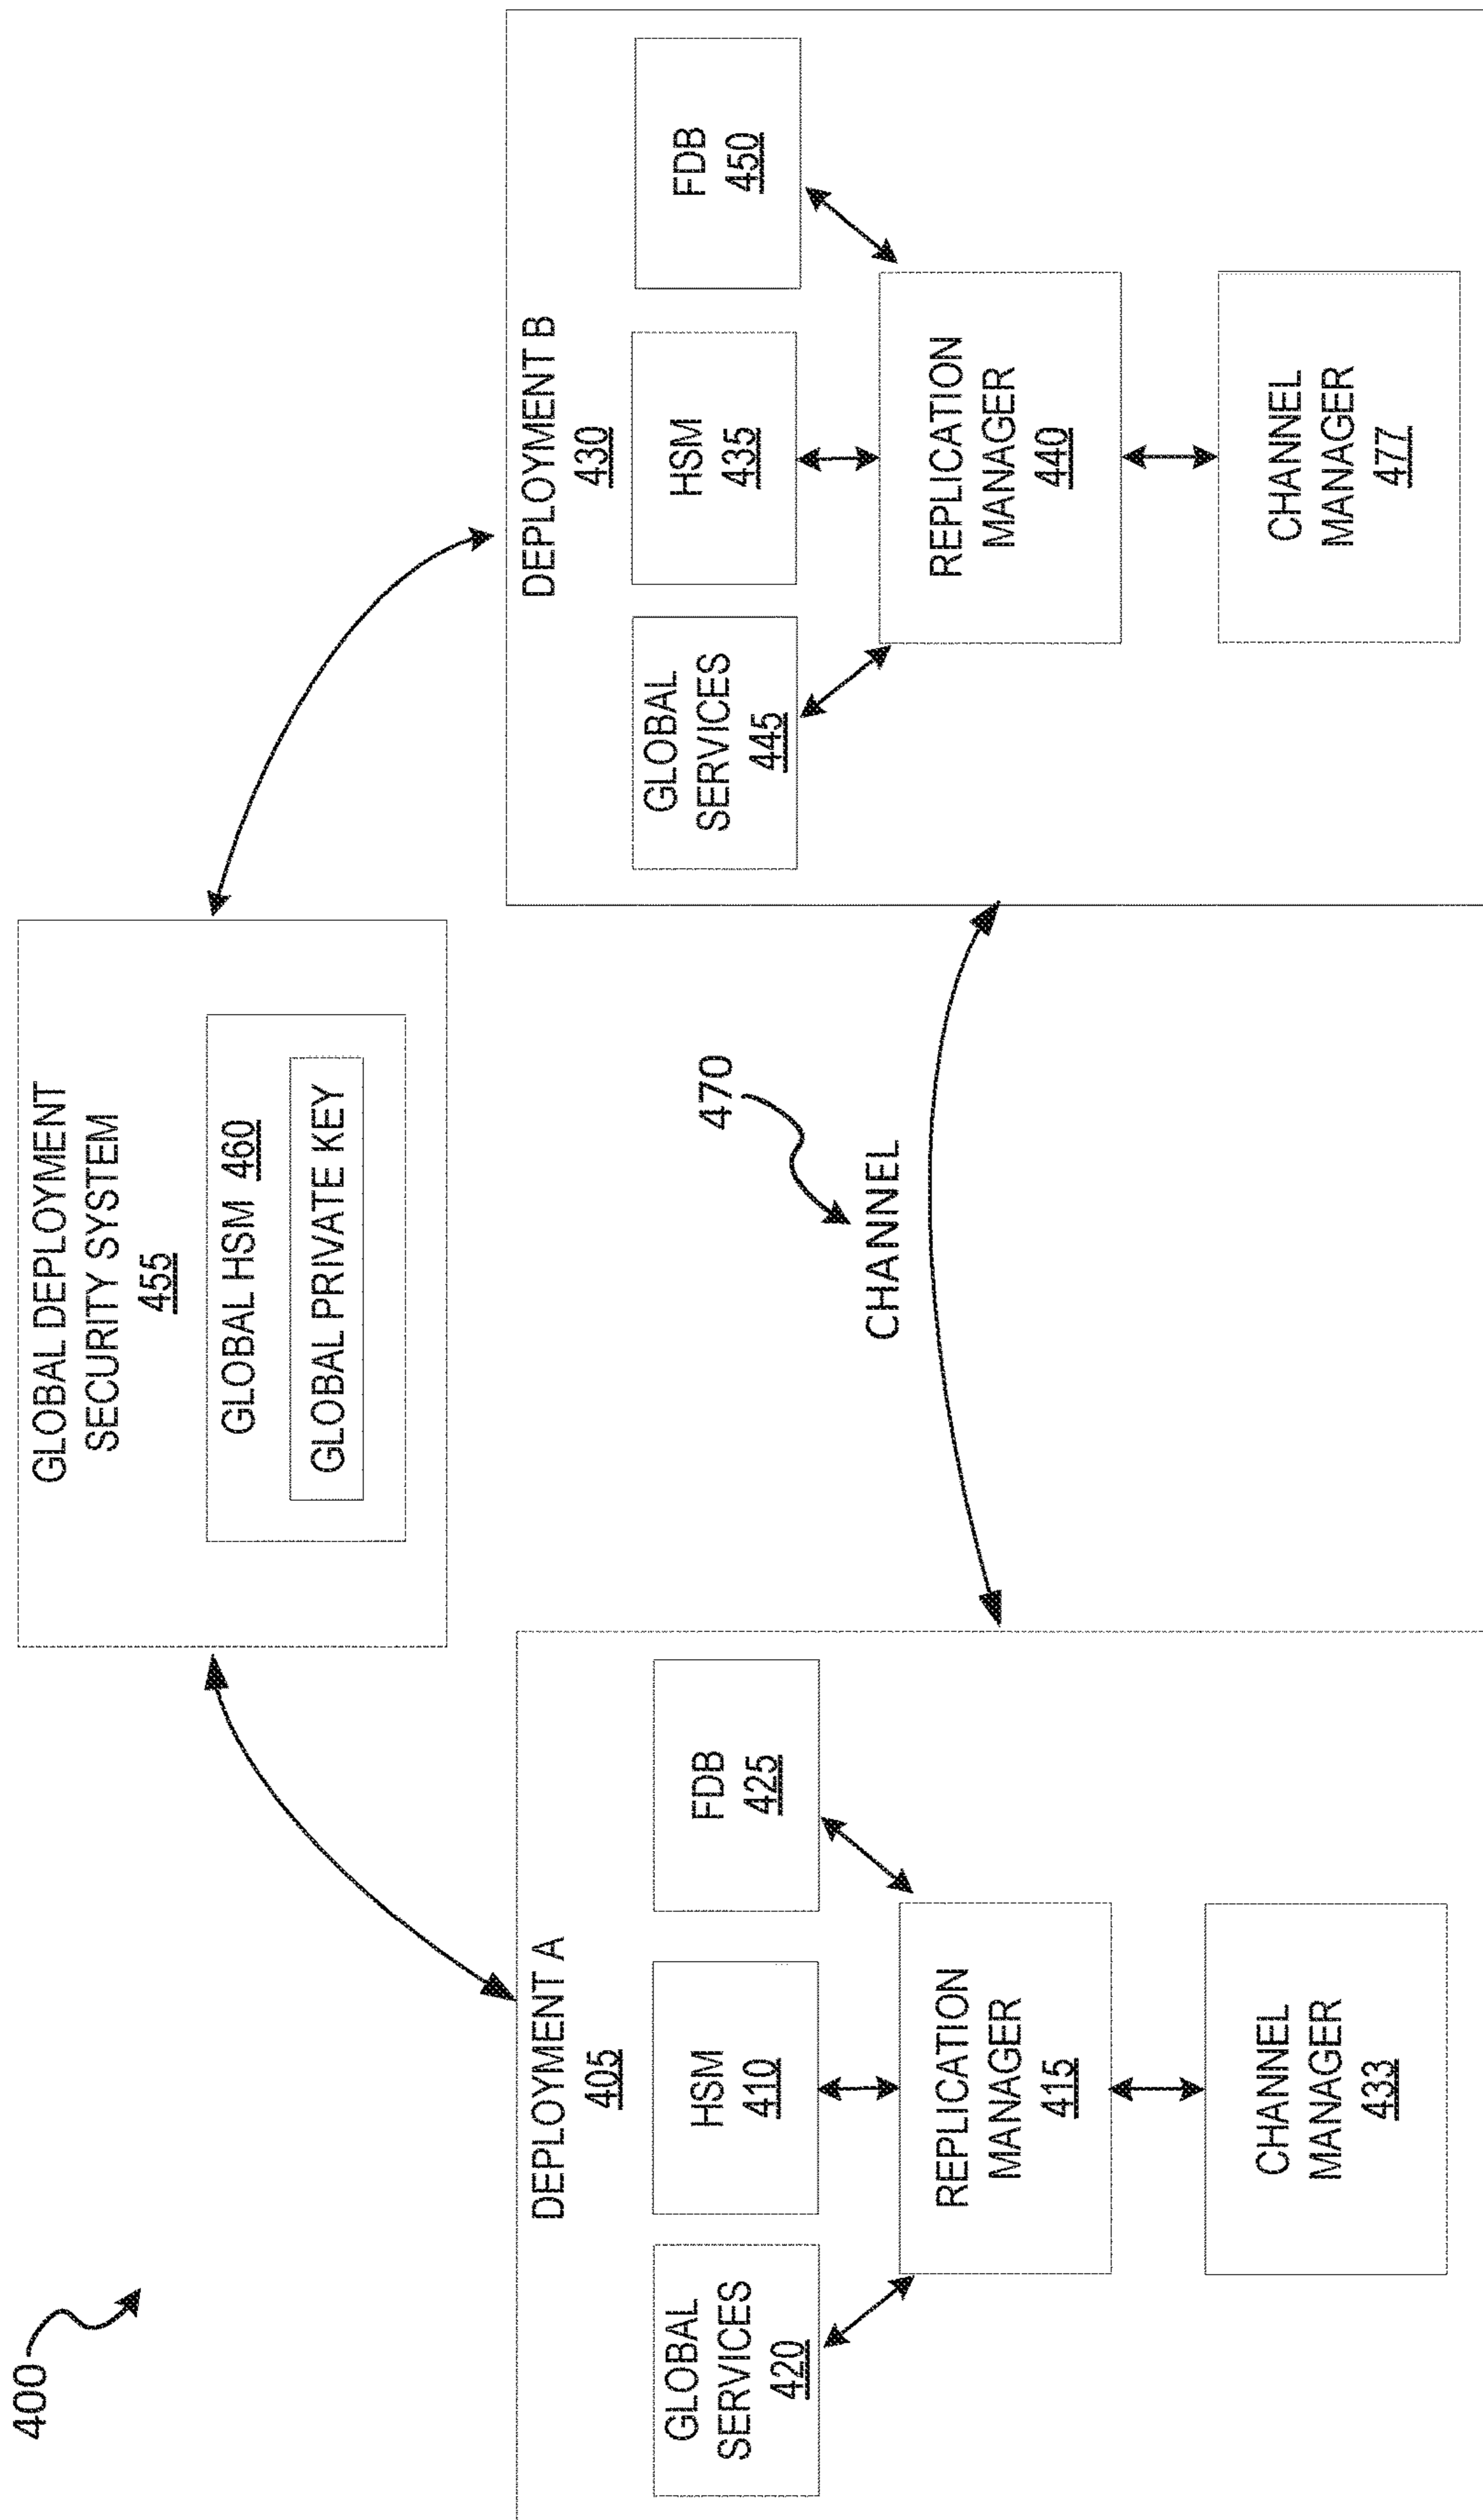 400
GLOBAL DEPLOYMENT
SECURITY SYSTEM
455
GLOBAL HSM 460
GLOBAL PRIVATE KEY
470
CHANNEL
DEPLOYMENT A
405
GLOBAL
SERVICES
420
HSM
410
FDB
425
REPLICATION
MANAGER
415
CHANNEL
MANAGER
433
DEPLOYMENT B
430
GLOBAL
SERVICES
445
HSM
435
FDB
450
REPLICATION
MANAGER
440
CHANNEL
MANAGER
477